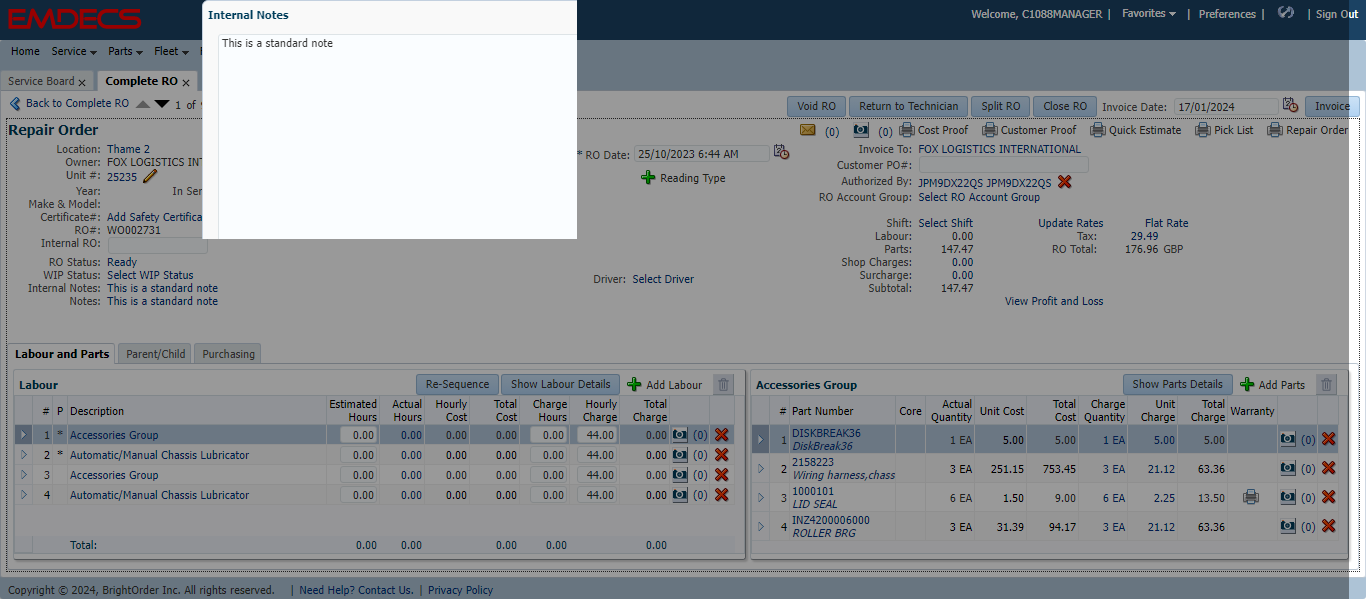 EMDECS
Internal Notes
This is a standard note
Welcome, C1088MANAGER | Favorites | Preferences | | Sign Out
Home Service Parts Fleet
Service Board x Complete RO x
Back to Complete RO 1 of
Void RO Return to Technician Split RO Close RO Invoice Date: 17/01/2024 Invoice
Repair Order
(0) (0) Cost Proof Customer Proof Quick Estimate Pick List Repair Order
Location: Thame 2
Owner: FOX LOGISTICS INT
Unit #: 25235
Year: In Ser
Make & Model:
Certificate#: Add Safety Certifica
RO#: WO002731
Internal RO:
RO Status: Ready
WIP Status: Select WIP Status
Internal Notes: This is a standard note
Notes: This is a standard note
* RO Date: 25/10/2023 6:44 AM
Reading Type
Driver: Select Driver
Invoice To: FOX LOGISTICS INTERNATIONAL
Customer PO#:
Authorized By: JPM9DX22QS JPM9DX22QS
RO Account Group: Select RO Account Group
Shift: Select Shift Update Rates Flat Rate
Labour: 0.00 Tax: 29.49
Parts: 147.47 RO Total: 176.96 GBP
Shop Charges: 0.00
Surcharge: 0.00
Subtotal: 147.47
View Profit and Loss
Labour and Parts Parent/Child Purchasing
Labour Re-Sequence Show Labour Details Add Labour
# P Description Estimated Hours Actual Hours Hourly Cost Total Cost Charge Hours Hourly Charge Total Charge
1 * Accessories Group 0.00 0.00 0.00 0.00 0.00 44.00 0.00 (0)
2 * Automatic/Manual Chassis Lubricator 0.00 0.00 0.00 0.00 0.00 44.00 0.00 (0)
3 Accessories Group 0.00 0.00 0.00 0.00 0.00 44.00 0.00 (0)
4 Automatic/Manual Chassis Lubricator 0.00 0.00 0.00 0.00 0.00 44.00 0.00 (0)
Total: 0.00 0.00 0.00 0.00 0.00
Accessories Group Show Parts Details Add Parts
# Part Number Core Actual Quantity Unit Cost Total Cost Charge Quantity Unit Charge Total Charge Warranty
1 DISKBREAK36 1 EA 5.00 5.00 1 EA 5.00 5.00 (0)
DiskBreak36
2 2158223 3 EA 251.15 753.45 3 EA 21.12 63.36 (0)
Wiring harness,chass
3 1000101 6 EA 1.50 9.00 6 EA 2.25 13.50 (0)
LID SEAL
4 INZ4200006000 3 EA 31.39 94.17 3 EA 21.12 63.36 (0)
ROLLER BRG
Copyright © 2024, BrightOrder Inc. All rights reserved. | Need Help? Contact Us. | Privacy Policy